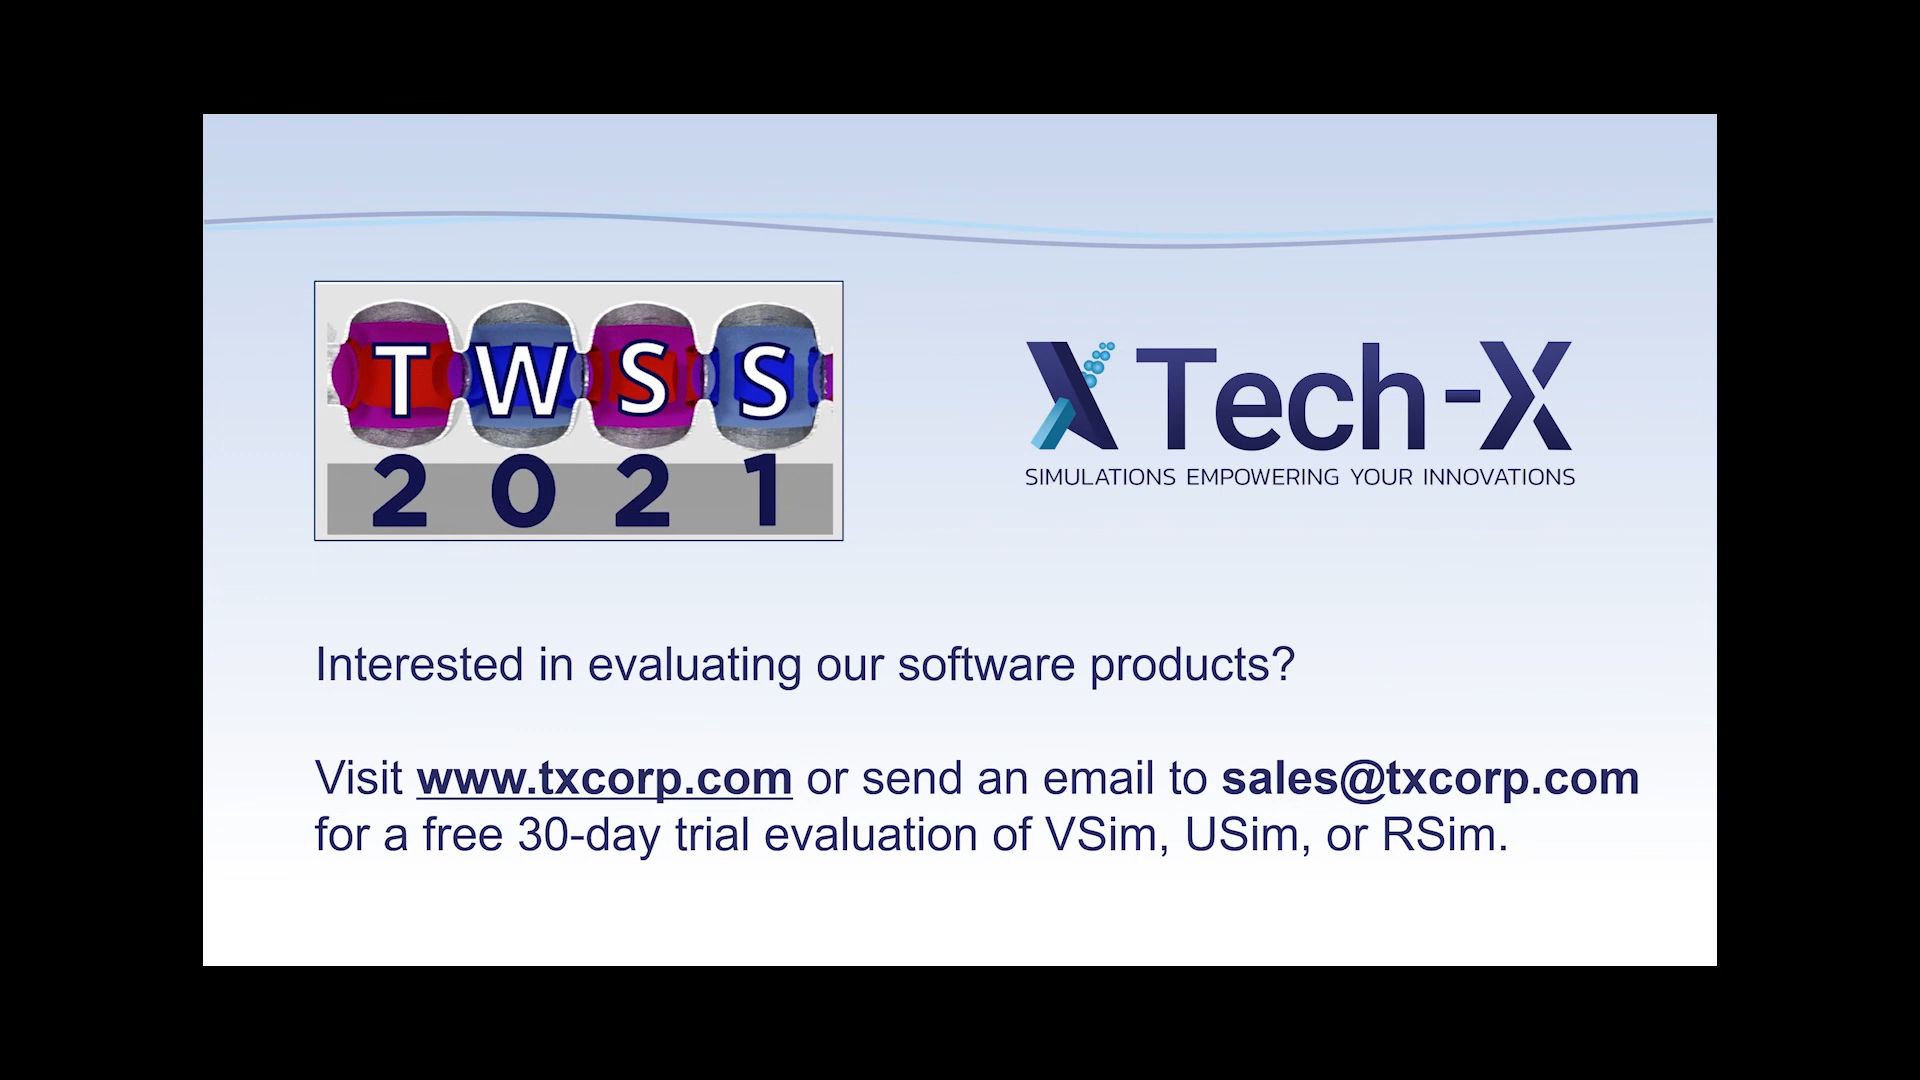 TWSS
2021
Tech-X
SIMULATIONS EMPOWERING YOUR INNOVATIONS
Interested in evaluating our software products?
Visit www.txcorp.com or send an email to sales@txcorp.com
for a free 30-day trial evaluation of VSim, USim, or RSim.